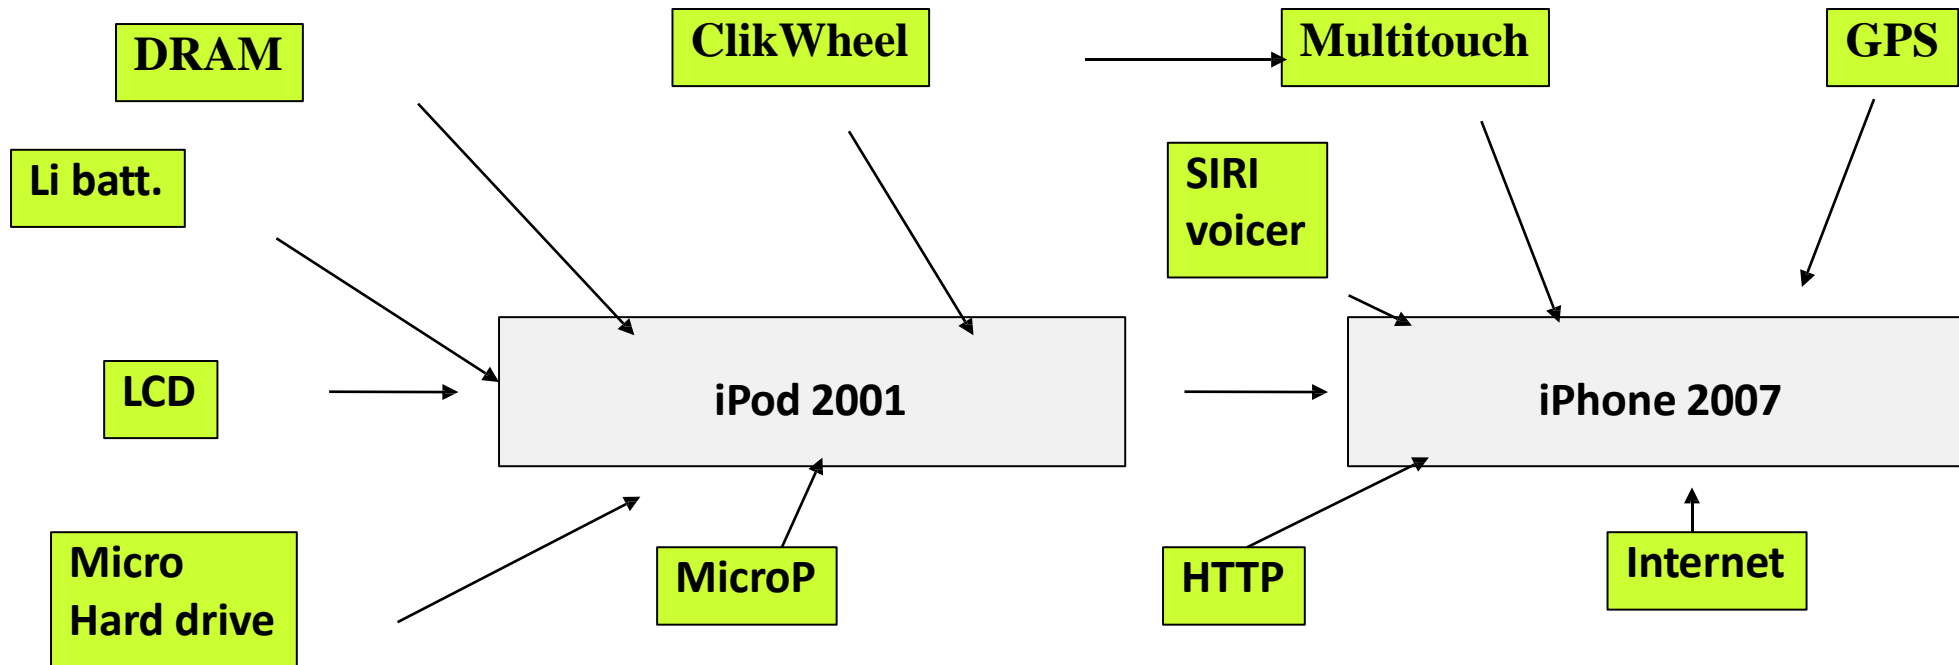 DRAM
ClikWheel
Multitouch
GPS
Li batt.
SIRI
voicer
LCD
iPod 2001
iPhone 2007
Micro
Hard drive
MicroP
HTTP
Internet